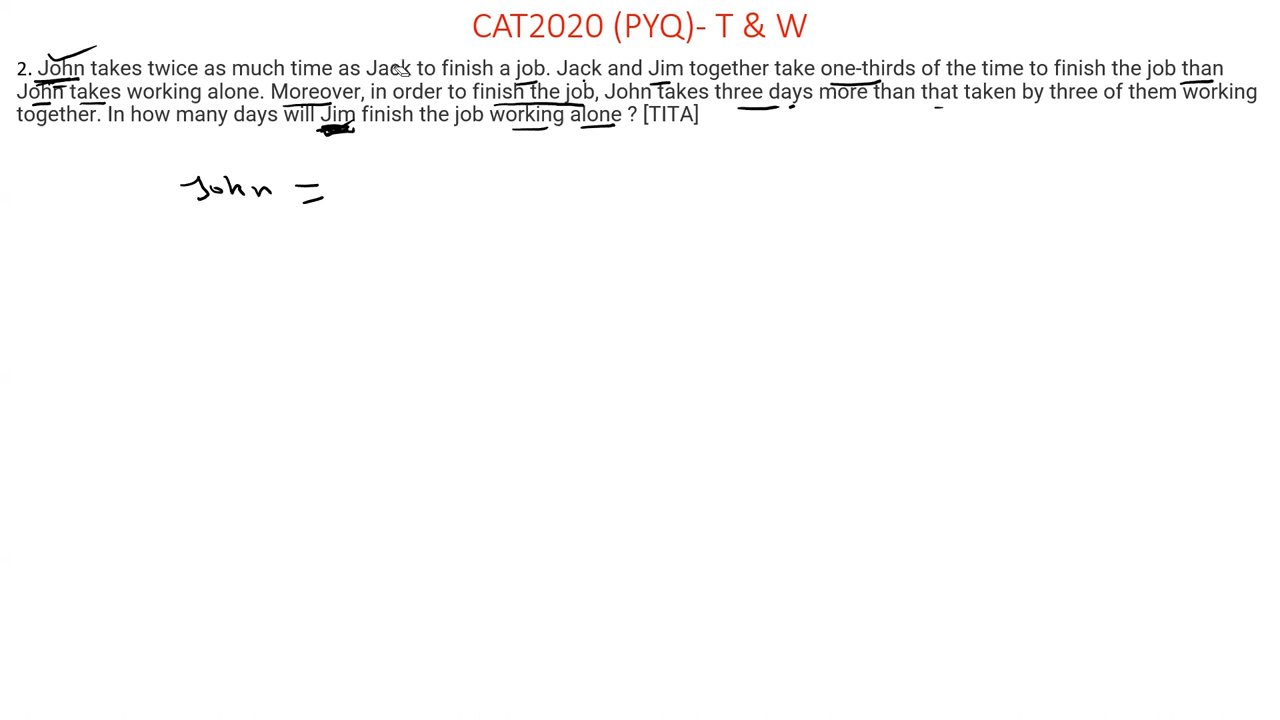 CAT2020 (PYQ)- T & W
2. John takes twice as much time as Jack to finish a job. Jack and Jim together take one-thirds of the time to finish the job than
John takes working alone. Moreover, in order to finish the job, John takes three days more than that taken by three of them working
together. In how many days will Jim finish the job working alone ? [TITA]
John =